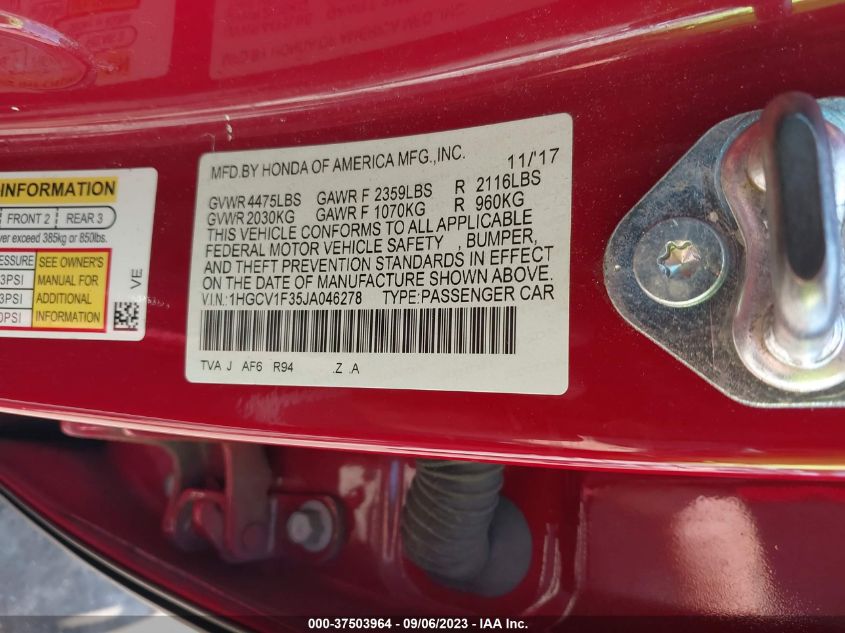 MFD.BY HONDA OF AMERICA MFG.,INC. 11/'17
GVWR 4475LBS GAWR F 2359LBS R 2116LBS
GVWR 2030KG GAWR F 1070KG R 960KG
THIS VEHICLE CONFORMS TO ALL APPLICABLE
FEDERAL MOTOR VEHICLE SAFETY , BUMPER,
AND THEFT PREVENTION STANDARDS IN EFFECT
ON THE DATE OF MANUFACTURE SHOWN ABOVE.
V.I.N.:1HGCV1F35JA046278 TYPE:PASSENGER CAR
TVA J AF6 R94 .Z .A
INFORMATION
FRONT 2 REAR 3
exceed 385kg or 850lbs.
SEE OWNER'S
MANUAL FOR
ADDITIONAL
INFORMATION
VE
000-37503964 - 09/06/2023 - IAA Inc.